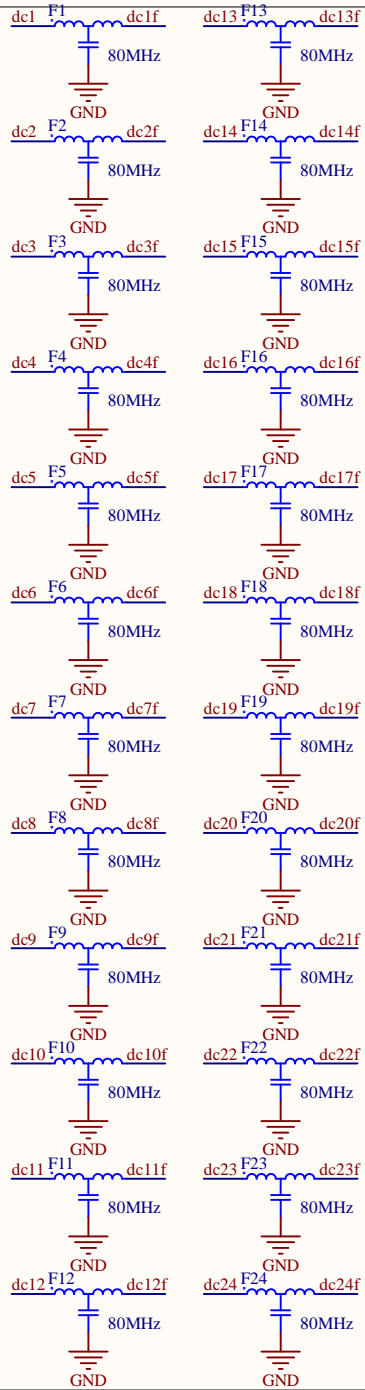 dc1 F1 dc1f dc13 F13 dc13f
80MHz 80MHz
GND GND
dc2 F2 dc2f dc14 F14 dc14f
80MHz 80MHz
GND GND
dc3 F3 dc3f dc15 F15 dc15f
80MHz 80MHz
GND GND
dc4 F4 dc4f dc16 F16 dc16f
80MHz 80MHz
GND GND
dc5 F5 dc5f dc17 F17 dc17f
80MHz 80MHz
GND GND
dc6 F6 dc6f dc18 F18 dc18f
80MHz 80MHz
GND GND
dc7 F7 dc7f dc19 F19 dc19f
80MHz 80MHz
GND GND
dc8 F8 dc8f dc20 F20 dc20f
80MHz 80MHz
GND GND
dc9 F9 dc9f dc21 F21 dc21f
80MHz 80MHz
GND GND
dc10 F10 dc10f dc22 F22 dc22f
80MHz 80MHz
GND GND
dc11 F11 dc11f dc23 F23 dc23f
80MHz 80MHz
GND GND
dc12 F12 dc12f dc24 F24 dc24f
80MHz 80MHz
GND GND